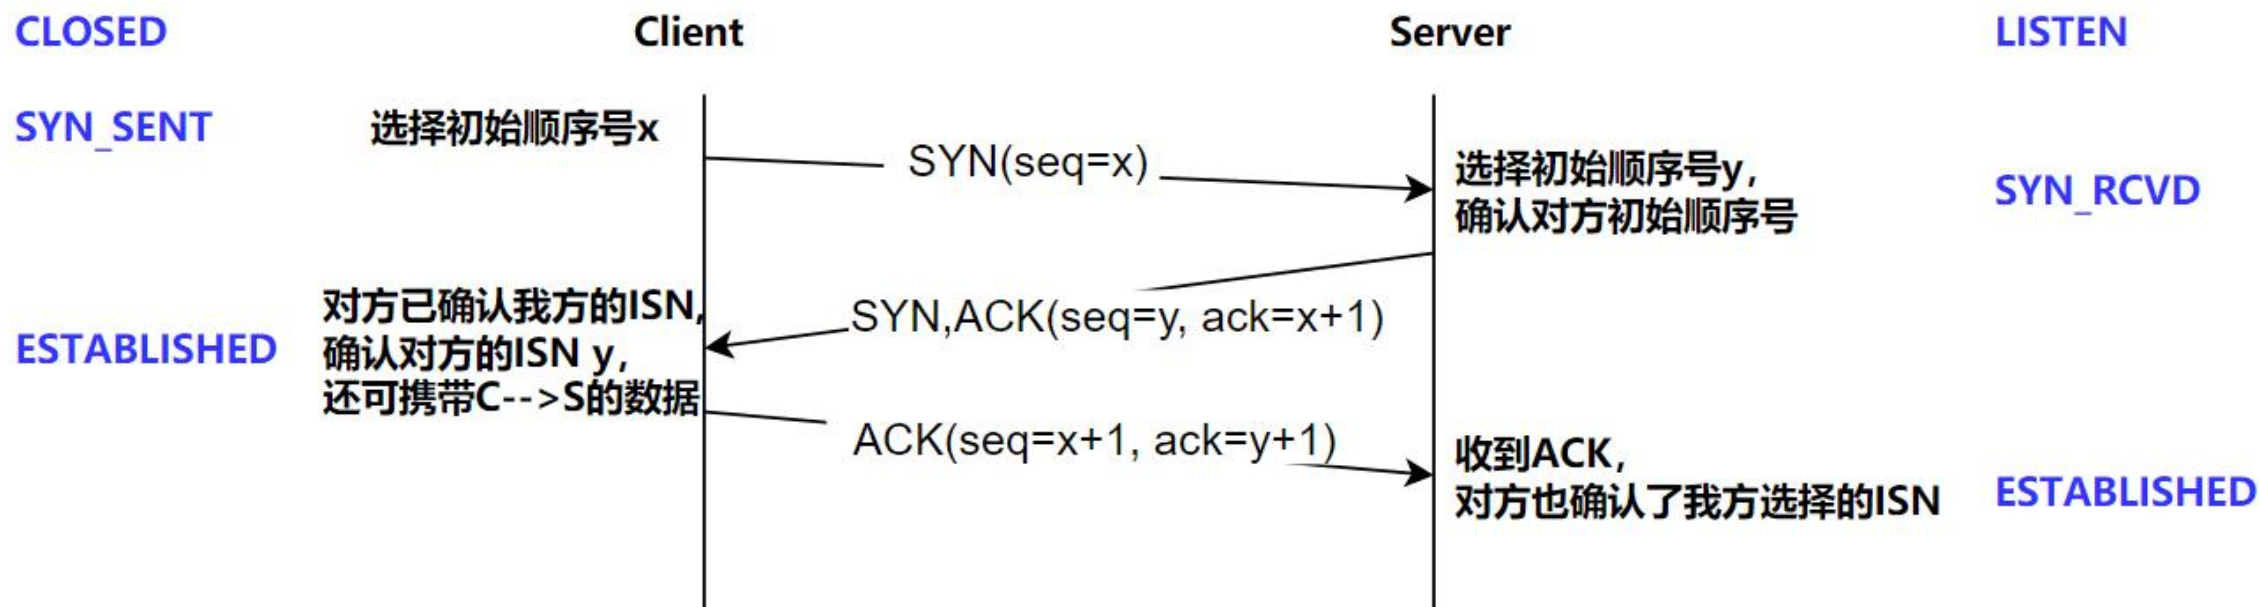 CLOSED
Client
Server
LISTEN
SYN_SENT
选择初始顺序号x
SYN(seq=x)
选择初始顺序号y,
确认对方初始顺序号
SYN_RCVD
对方已确认我方的ISN,
确认对方的ISN y,
还可携带C-->S的数据
ESTABLISHED
SYN,ACK(seq=y, ack=x+1)
ACK(seq=x+1, ack=y+1)
收到ACK,
对方也确认了我方选择的ISN
ESTABLISHED